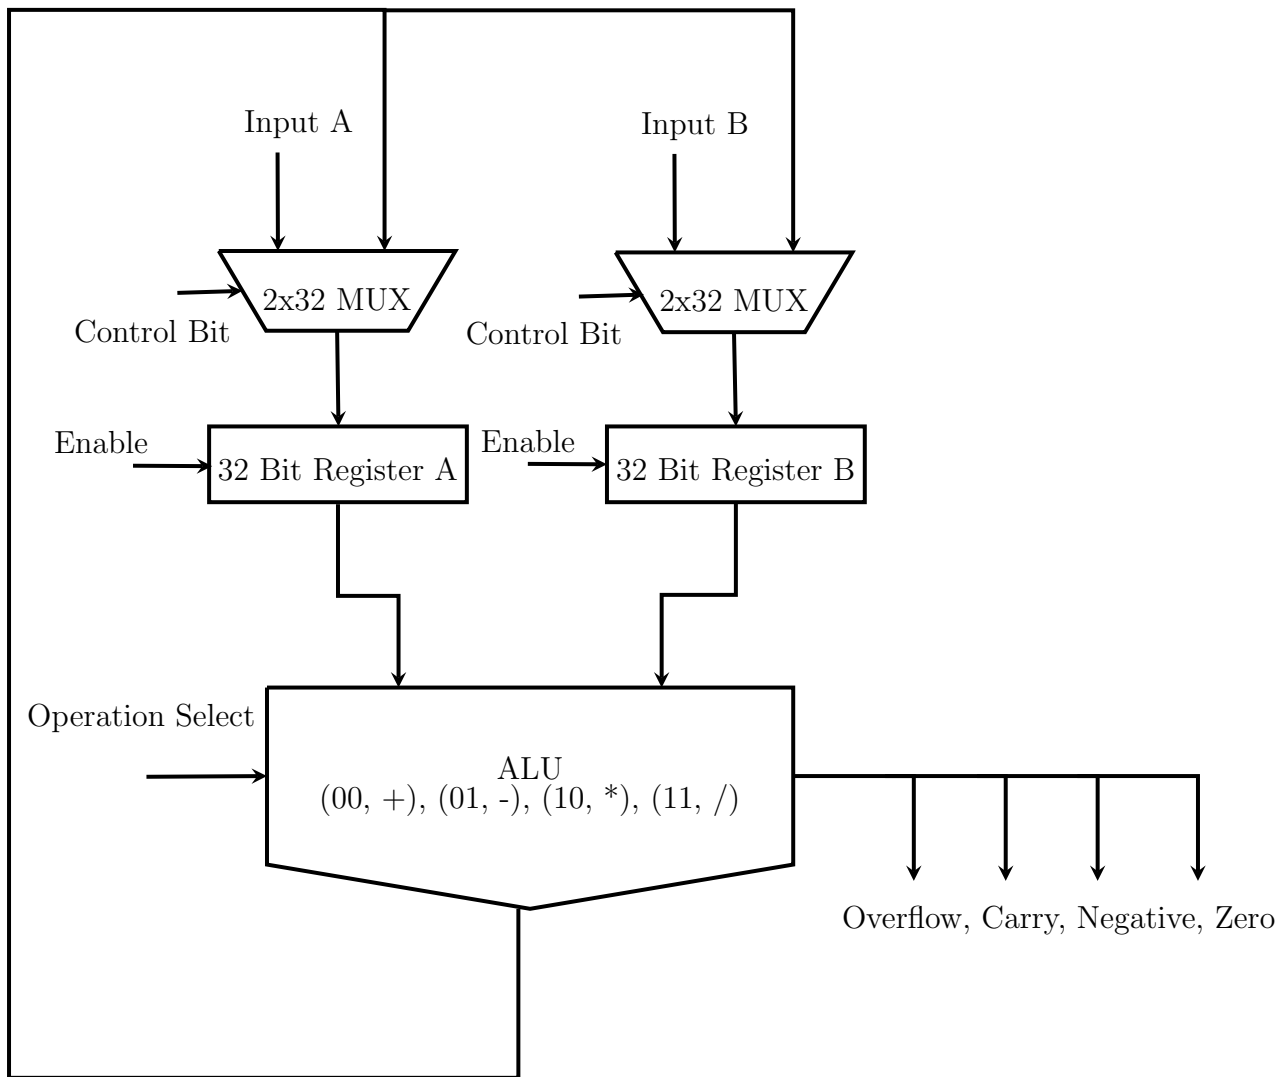 Input A
Input B
2x32 MUX
2x32 MUX
Control Bit
Control Bit
Enable
Enable
32 Bit Register A
32 Bit Register B
Operation Select
ALU
(00, +), (01, -), (10, *), (11, /)
Overflow, Carry, Negative, Zero